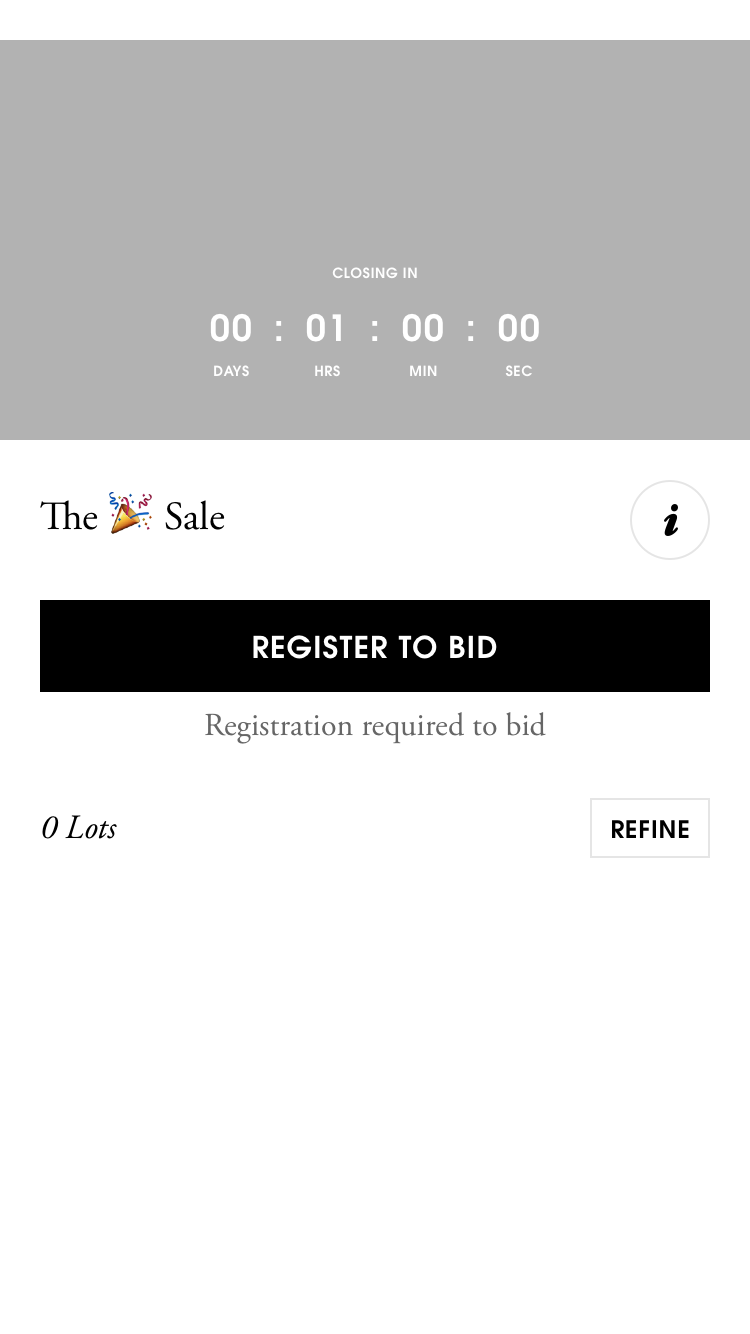 CLOSING IN
00 : 01 : 00 : 00
DAYS HRS MIN SEC
The 🎉 Sale
i
REGISTER TO BID
Registration required to bid
0 Lots
REFINE